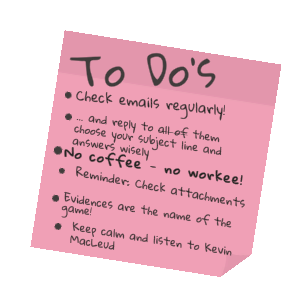 To Do's
Check emails regularly!
... and reply to all of them
choose your subject line and
answers wisely
No coffee - no workee!
Reminder: Check attachments
Evidences are the name of the
game!
Keep calm and listen to Kevin
MacLeud